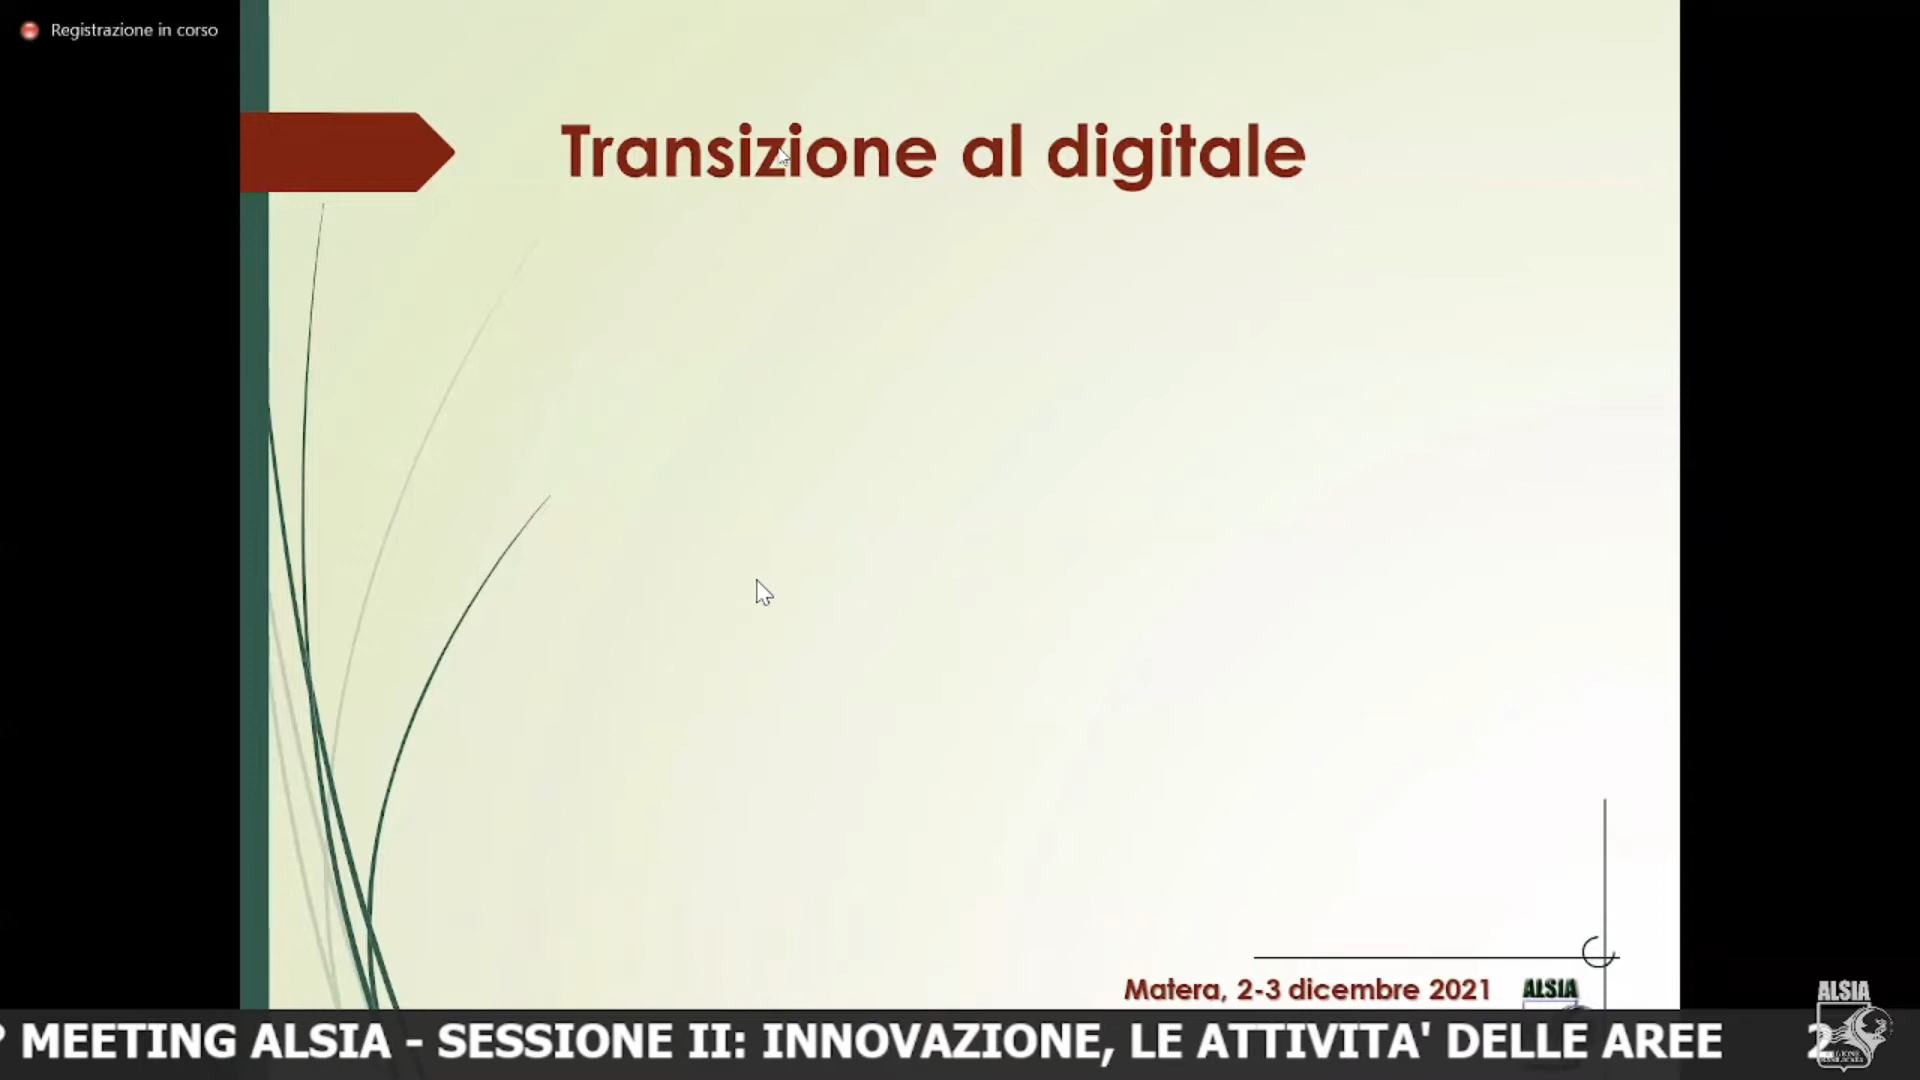 Registrazione in corso
Transizione al digitale
Matera, 2-3 dicembre 2021
ALSIA
MEETING ALSIA - SESSIONE II: INNOVAZIONE, LE ATTIVITA' DELLE AREE
ALSIA